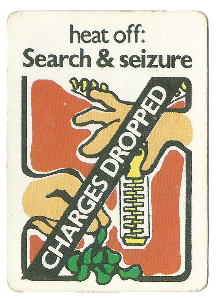 heat off:
Search & seizure
CHARGES DROPPED